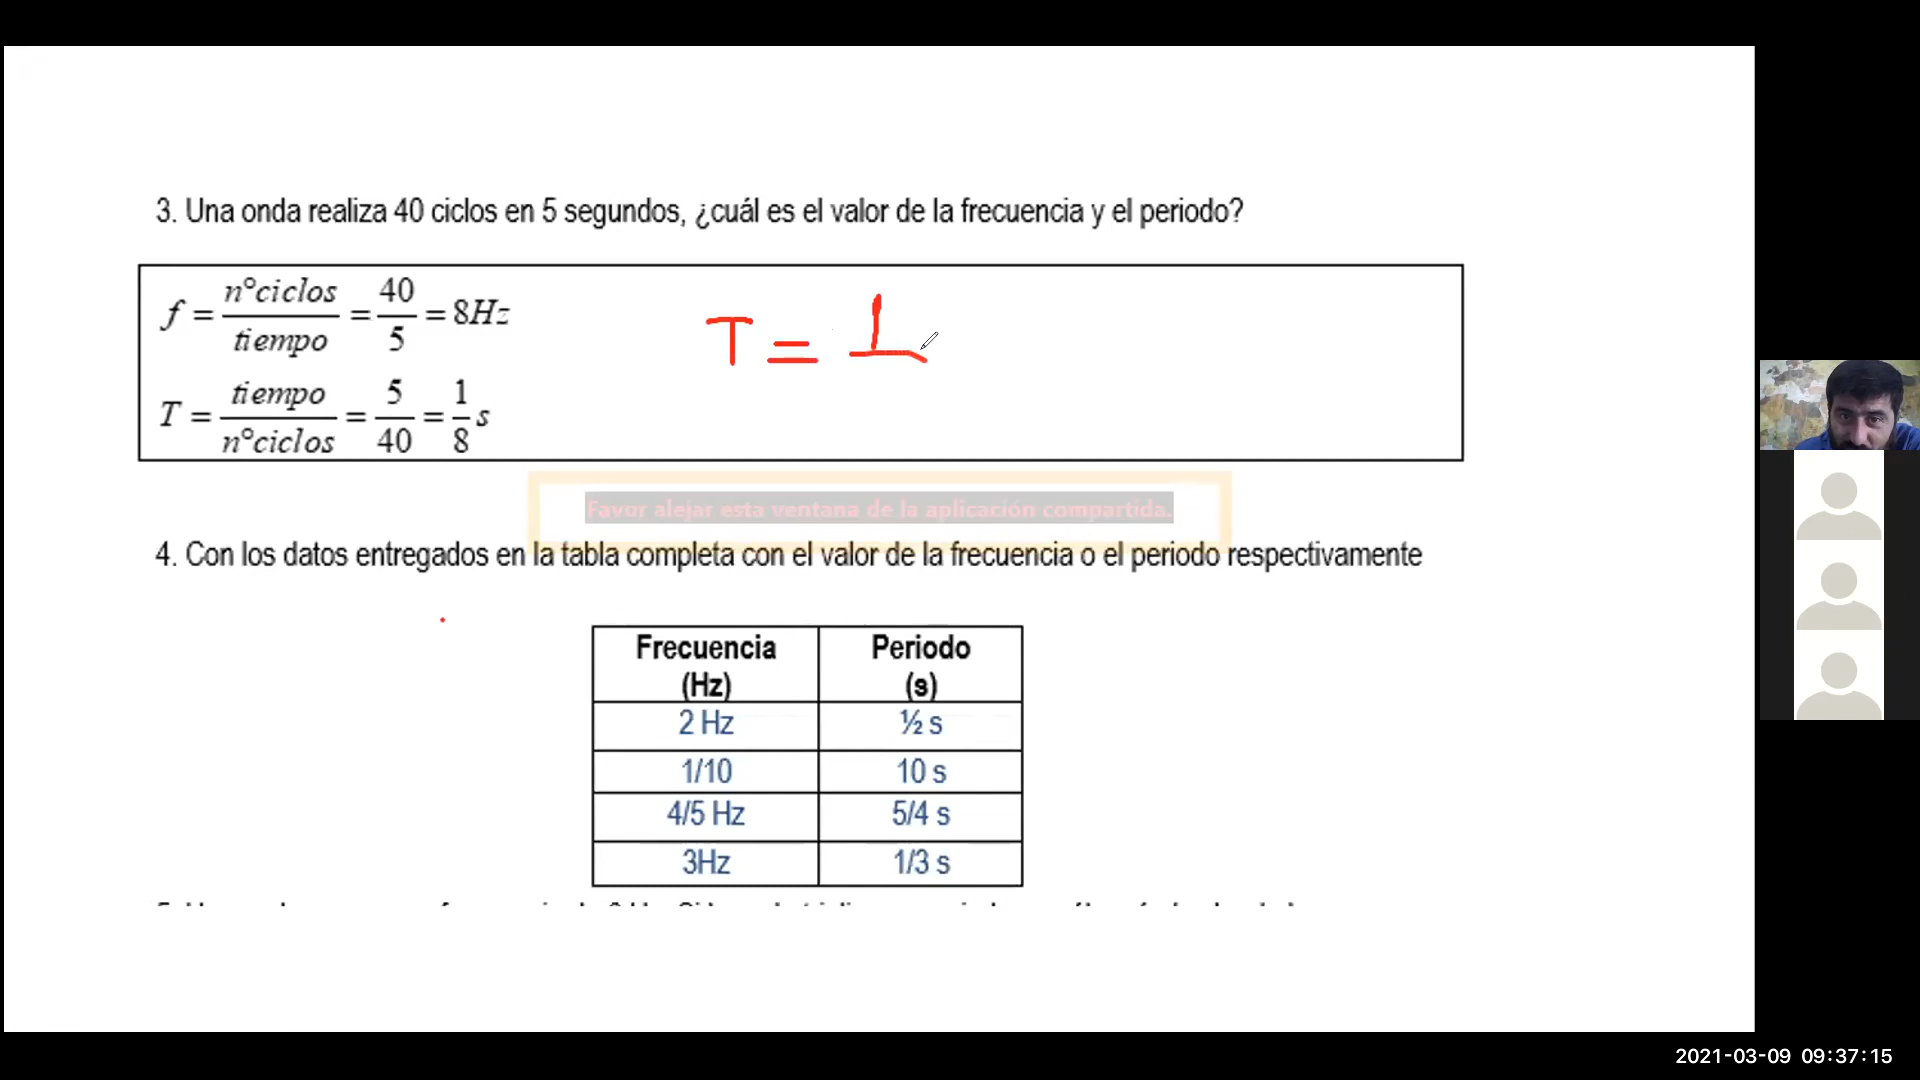 3. Una onda realiza 40 ciclos en 5 segundos, ¿cuál es el valor de la frecuencia y el periodo?
f = n°ciclos / tiempo = 40 / 5 = 8Hz
T = 1
T = tiempo / n°ciclos = 5 / 40 = 1 / 8 s
Favor alejar esta ventana de la aplicación compartida.
4. Con los datos entregados en la tabla completa con el valor de la frecuencia o el periodo respectivamente
Frecuencia (Hz) Periodo (s)
2 Hz ½ s
1/10 10 s
4/5 Hz 5/4 s
3Hz 1/3 s
2021-03-09 09:37:15